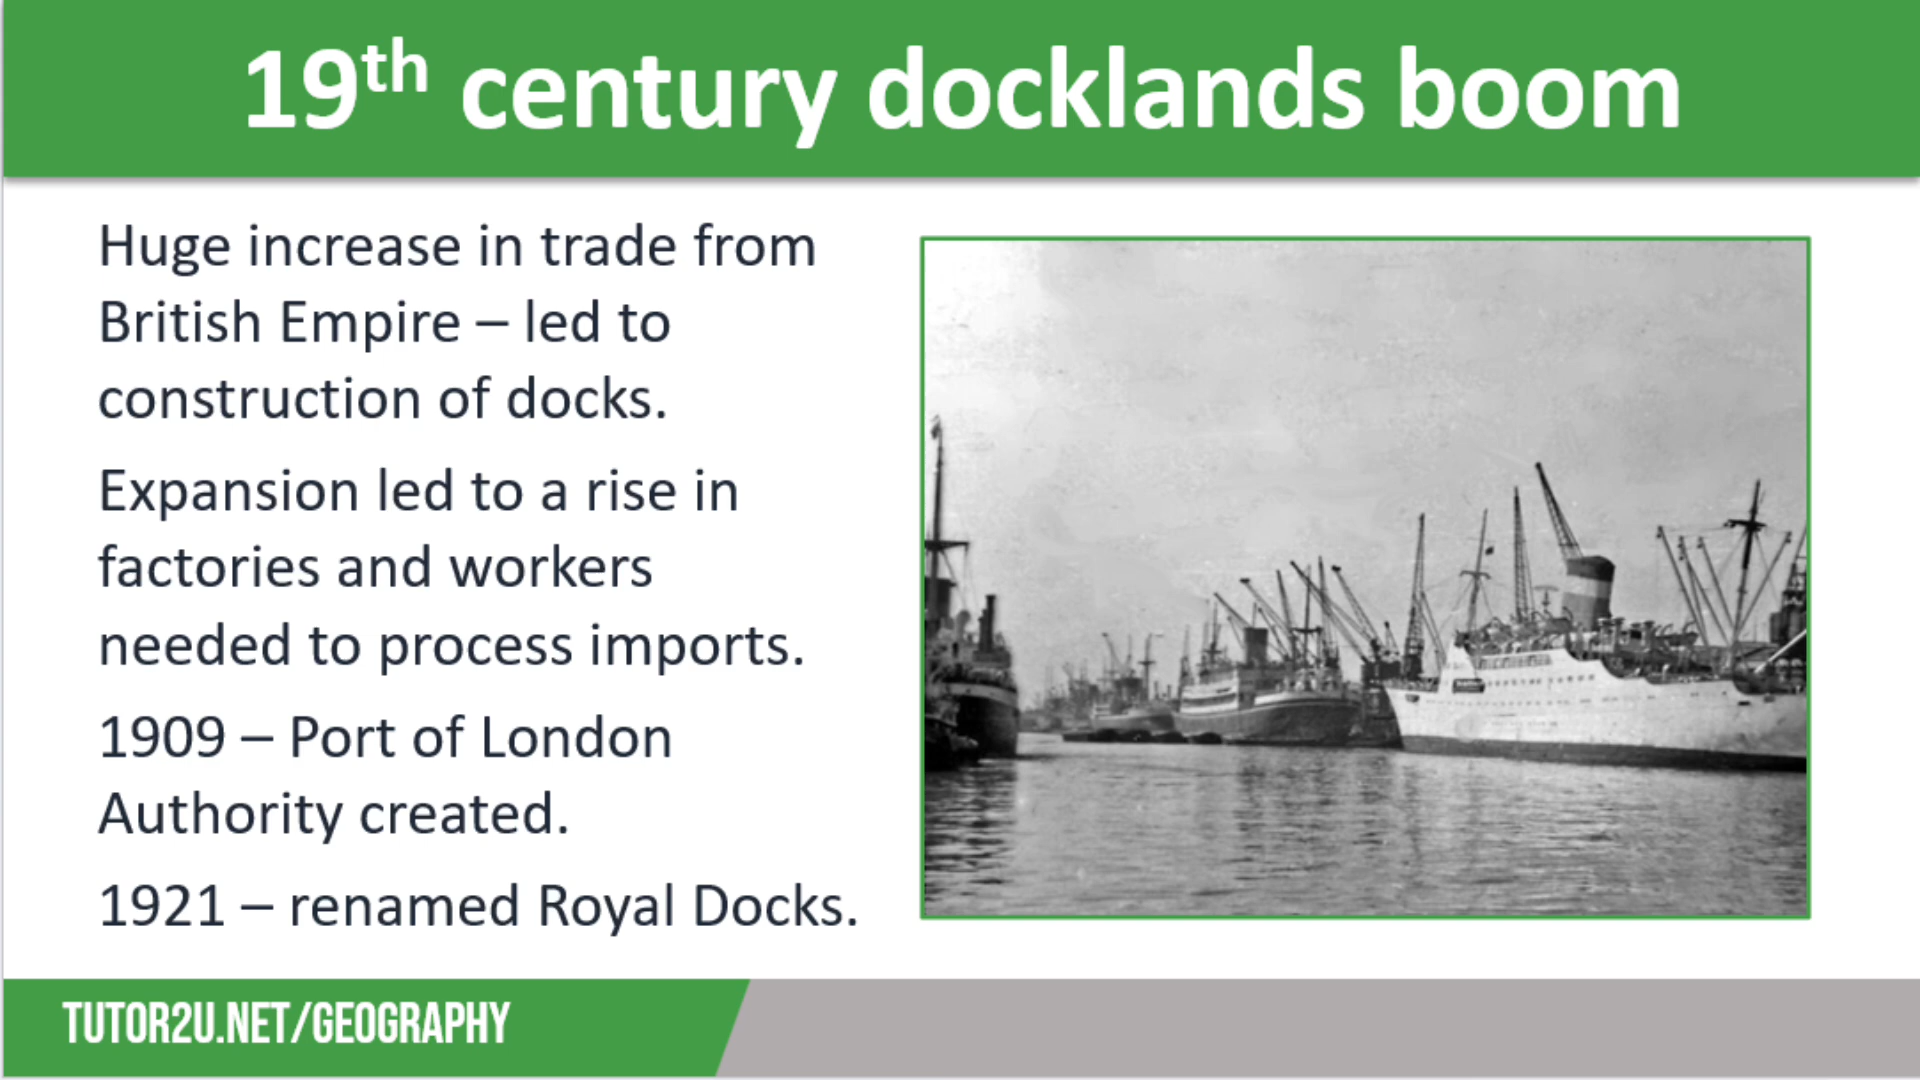 19th century docklands boom
Huge increase in trade from
British Empire – led to
construction of docks.
Expansion led to a rise in
factories and workers
needed to process imports.
1909 – Port of London
Authority created.
1921 – renamed Royal Docks.
TUTOR2U.NET/GEOGRAPHY